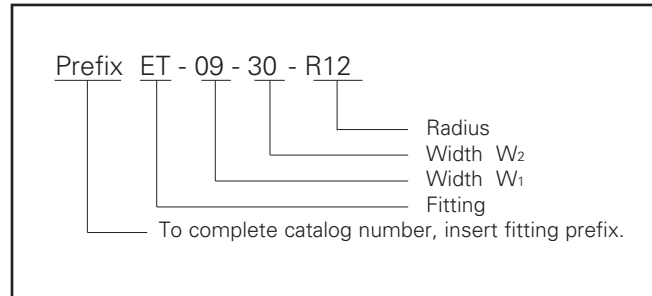 Prefix ET - 09 - 30 - R12
Radius
Width W₂
Width W₁
Fitting
To complete catalog number, insert fitting prefix.